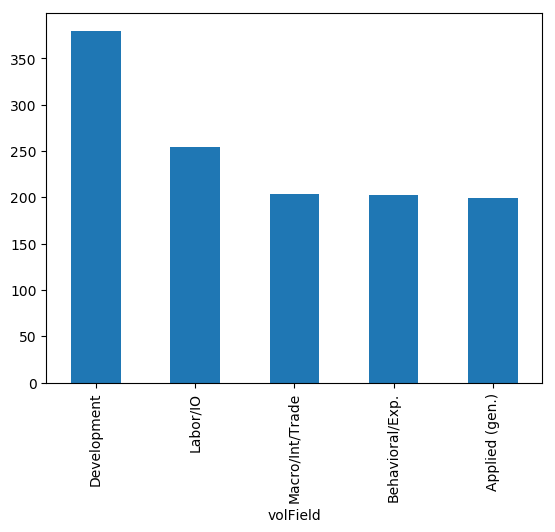 350
300
250
200
150
100
50
0
Development
Labor/IO
Macro/Int/Trade
Behavioral/Exp.
Applied (gen.)
volField